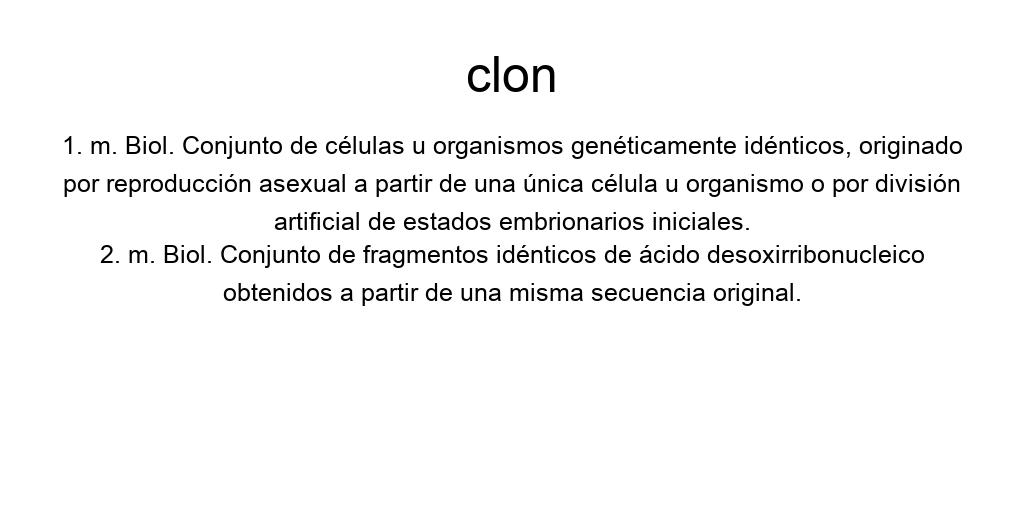 clon
1. m. Biol. Conjunto de células u organismos genéticamente idénticos, originado
por reproducción asexual a partir de una única célula u organismo o por división
artificial de estados embrionarios iniciales.
2. m. Biol. Conjunto de fragmentos idénticos de ácido desoxirribonucleico
obtenidos a partir de una misma secuencia original.